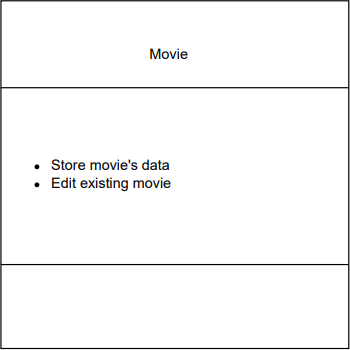 Movie
• Store movie's data
• Edit existing movie